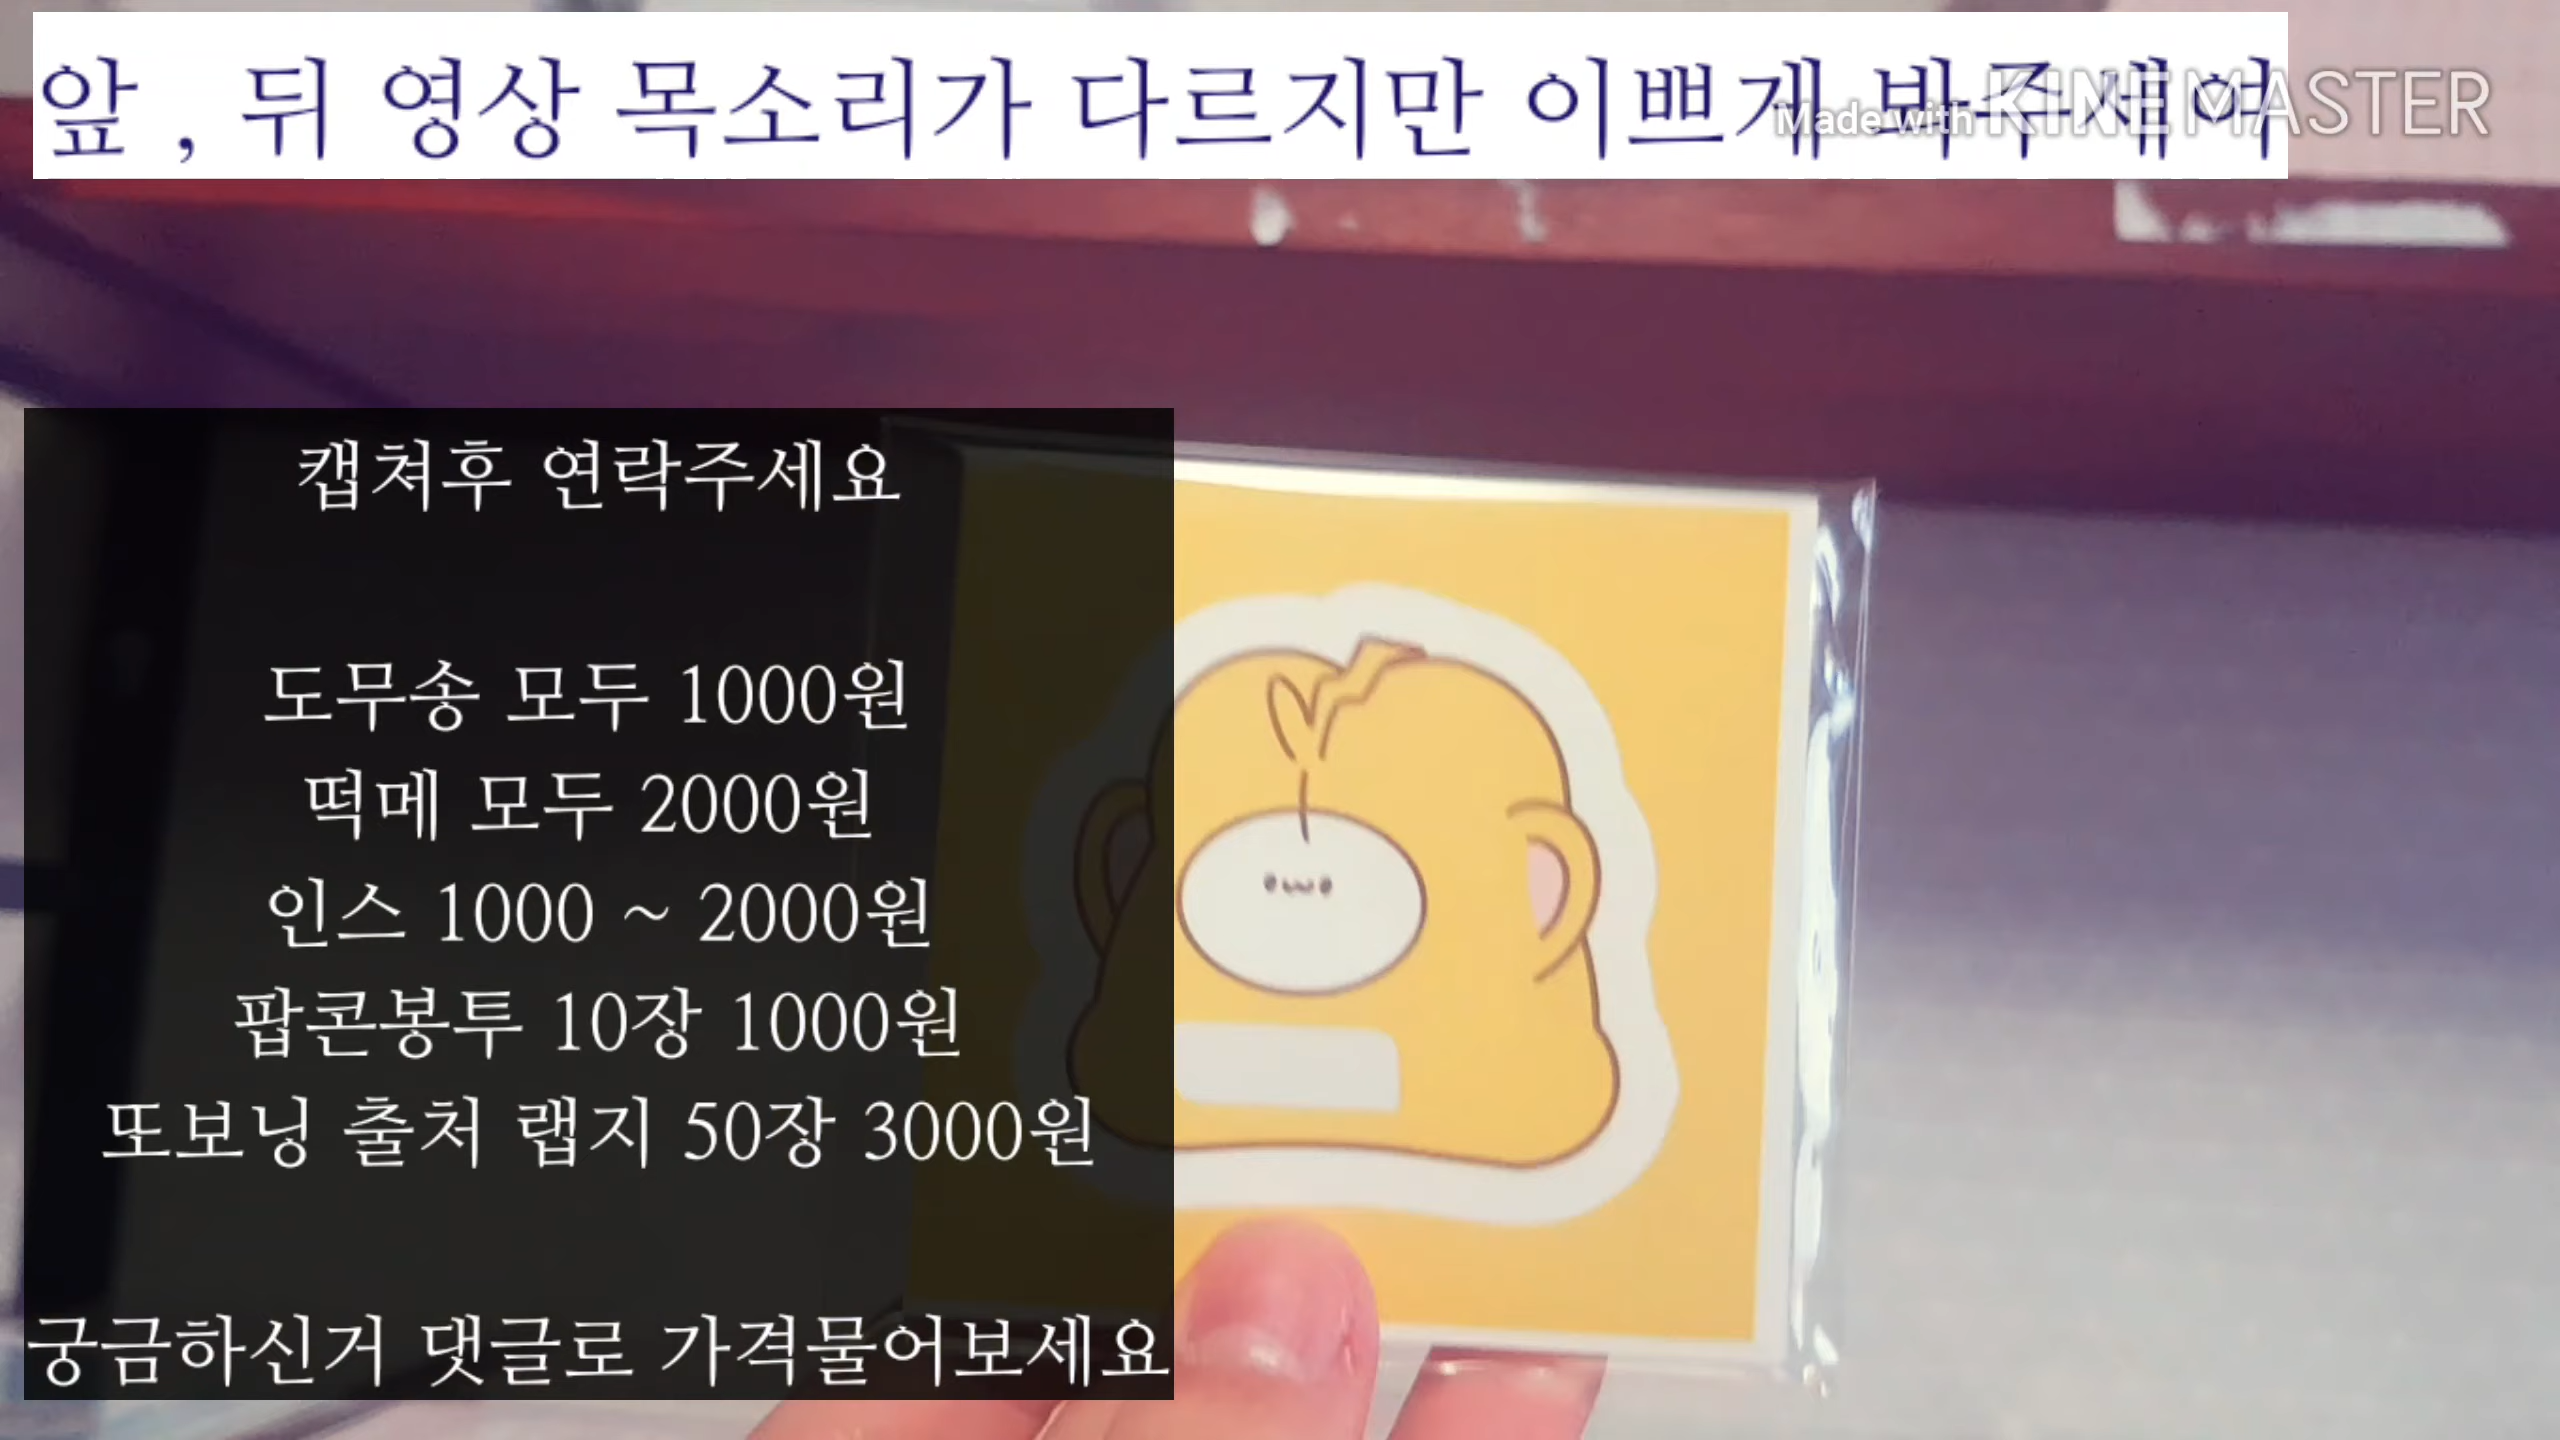 앞 , 뒤 영상 목소리가 다르지만 이쁘게 봐주세여
Made with KINEMASTER
캡쳐후 연락주세요
도무송 모두 1000원
떡메 모두 2000원
인스 1000 ~ 2000원
팝콘봉투 10장 1000원
또보닝 출처 랩지 50장 3000원
궁금하신거 댓글로 가격물어보세요